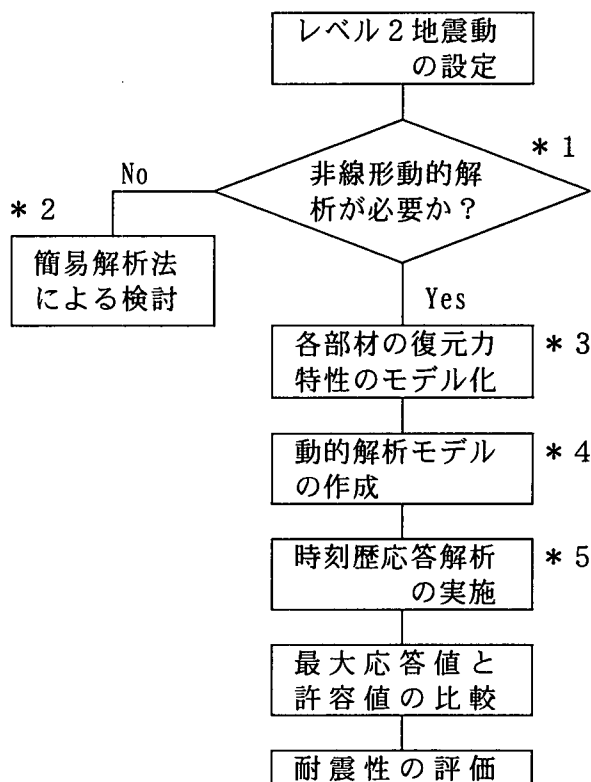 レベル2地震動
の設定
*1
非線形動的解
析が必要か?
No
*2
簡易解析法
による検討
Yes
各部材の復元力
特性のモデル化
*3
動的解析モデル
の作成
*4
時刻歴応答解析
の実施
*5
最大応答値と
許容値の比較
耐震性の評価